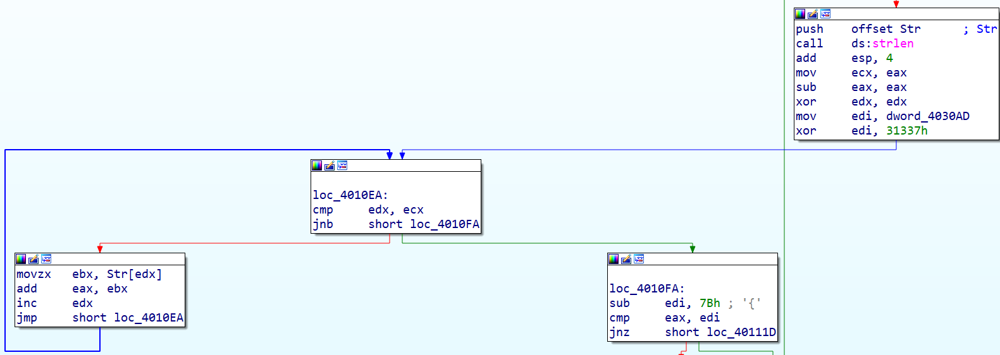 push offset Str ; Str
call ds:strlen
add esp, 4
mov ecx, eax
sub eax, eax
xor edx, edx
mov edi, dword_4030AD
xor edi, 31337h
loc_4010EA:
cmp edx, ecx
jnb short loc_4010FA
movzx ebx, Str[edx]
add eax, ebx
inc edx
jmp short loc_4010EA
loc_4010FA:
sub edi, 7Bh ; '{'
cmp eax, edi
jnz short loc_40111D